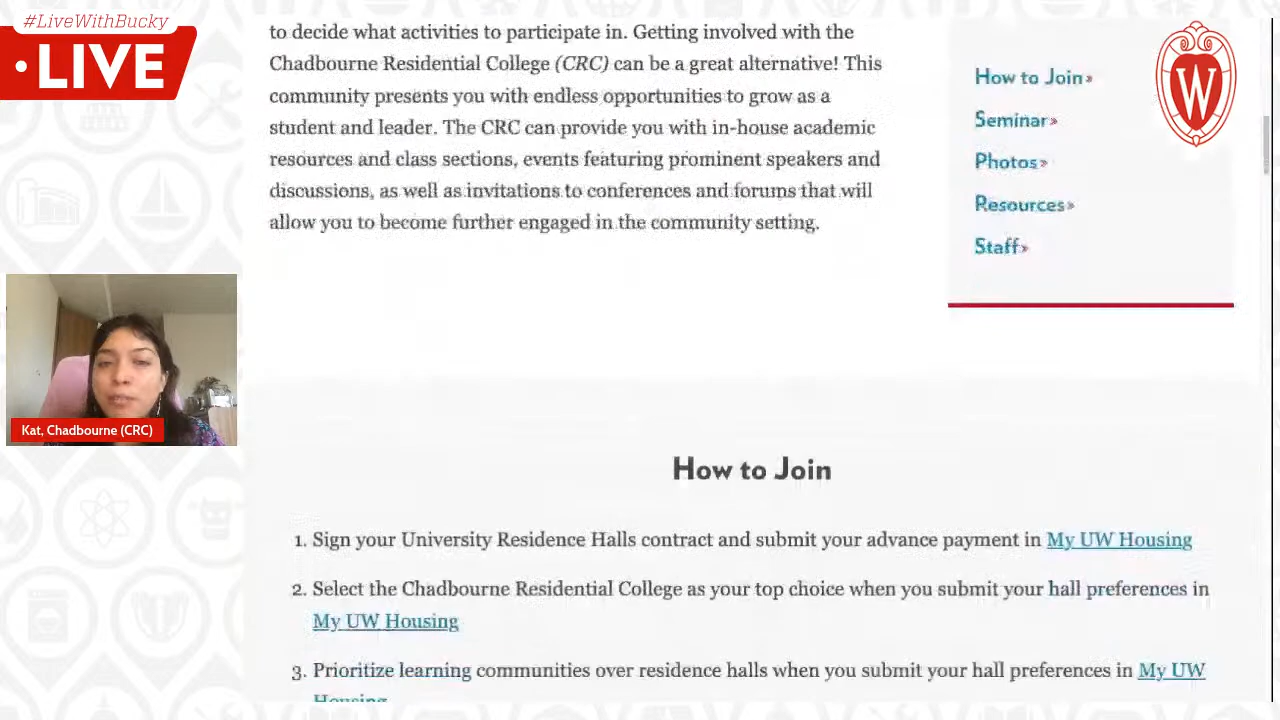 #LiveWithBucky
LIVE
to decide what activities to participate in. Getting involved with the
Chadbourne Residential College (CRC) can be a great alternative! This
community presents you with endless opportunities to grow as a
student and leader. The CRC can provide you with in-house academic
resources and class sections, events featuring prominent speakers and
discussions, as well as invitations to conferences and forums that will
allow you to become further engaged in the community setting.
How to Join»
Seminar»
Photos»
Resources»
Staff»
W
Kat, Chadbourne (CRC)
How to Join
1. Sign your University Residence Halls contract and submit your advance payment in My UW Housing
2. Select the Chadbourne Residential College as your top choice when you submit your hall preferences in
My UW Housing
3. Prioritize learning communities over residence halls when you submit your hall preferences in My UW
Housing